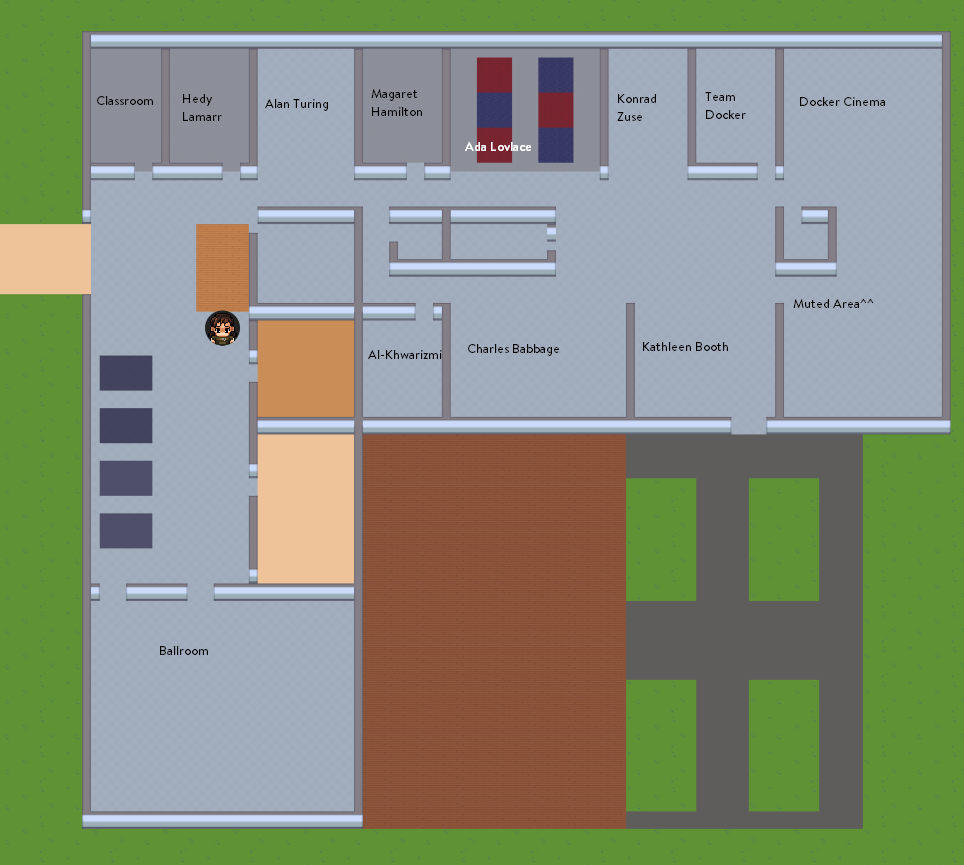 Classroom
Hedy
Lamarr
Alan Turing
Magaret
Hamilton
Ada Lovlace
Konrad
Zuse
Team
Docker
Docker Cinema
Muted Area^^
Al-Khwarizmi
Charles Babbage
Kathleen Booth
Ballroom